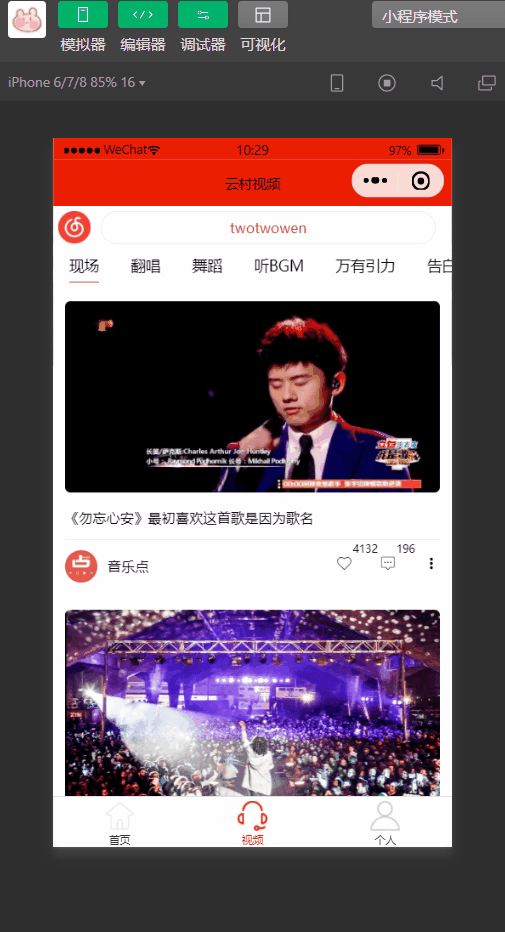 模拟器 编辑器 调试器 可视化 小程序模式
iPhone 6/7/8 85% 16
WeChat 10:29 97%
云村视频
twotwowen
现场 翻唱 舞蹈 听BGM 万有引力 告白
长笛/萨克斯:Charles Arthur Jon Huntley
小号：Raymond Podhornik 长号：Mikhail Podlesny
《勿忘心安》最初喜欢这首歌是因为歌名
音乐点 4132 196
首页 视频 个人